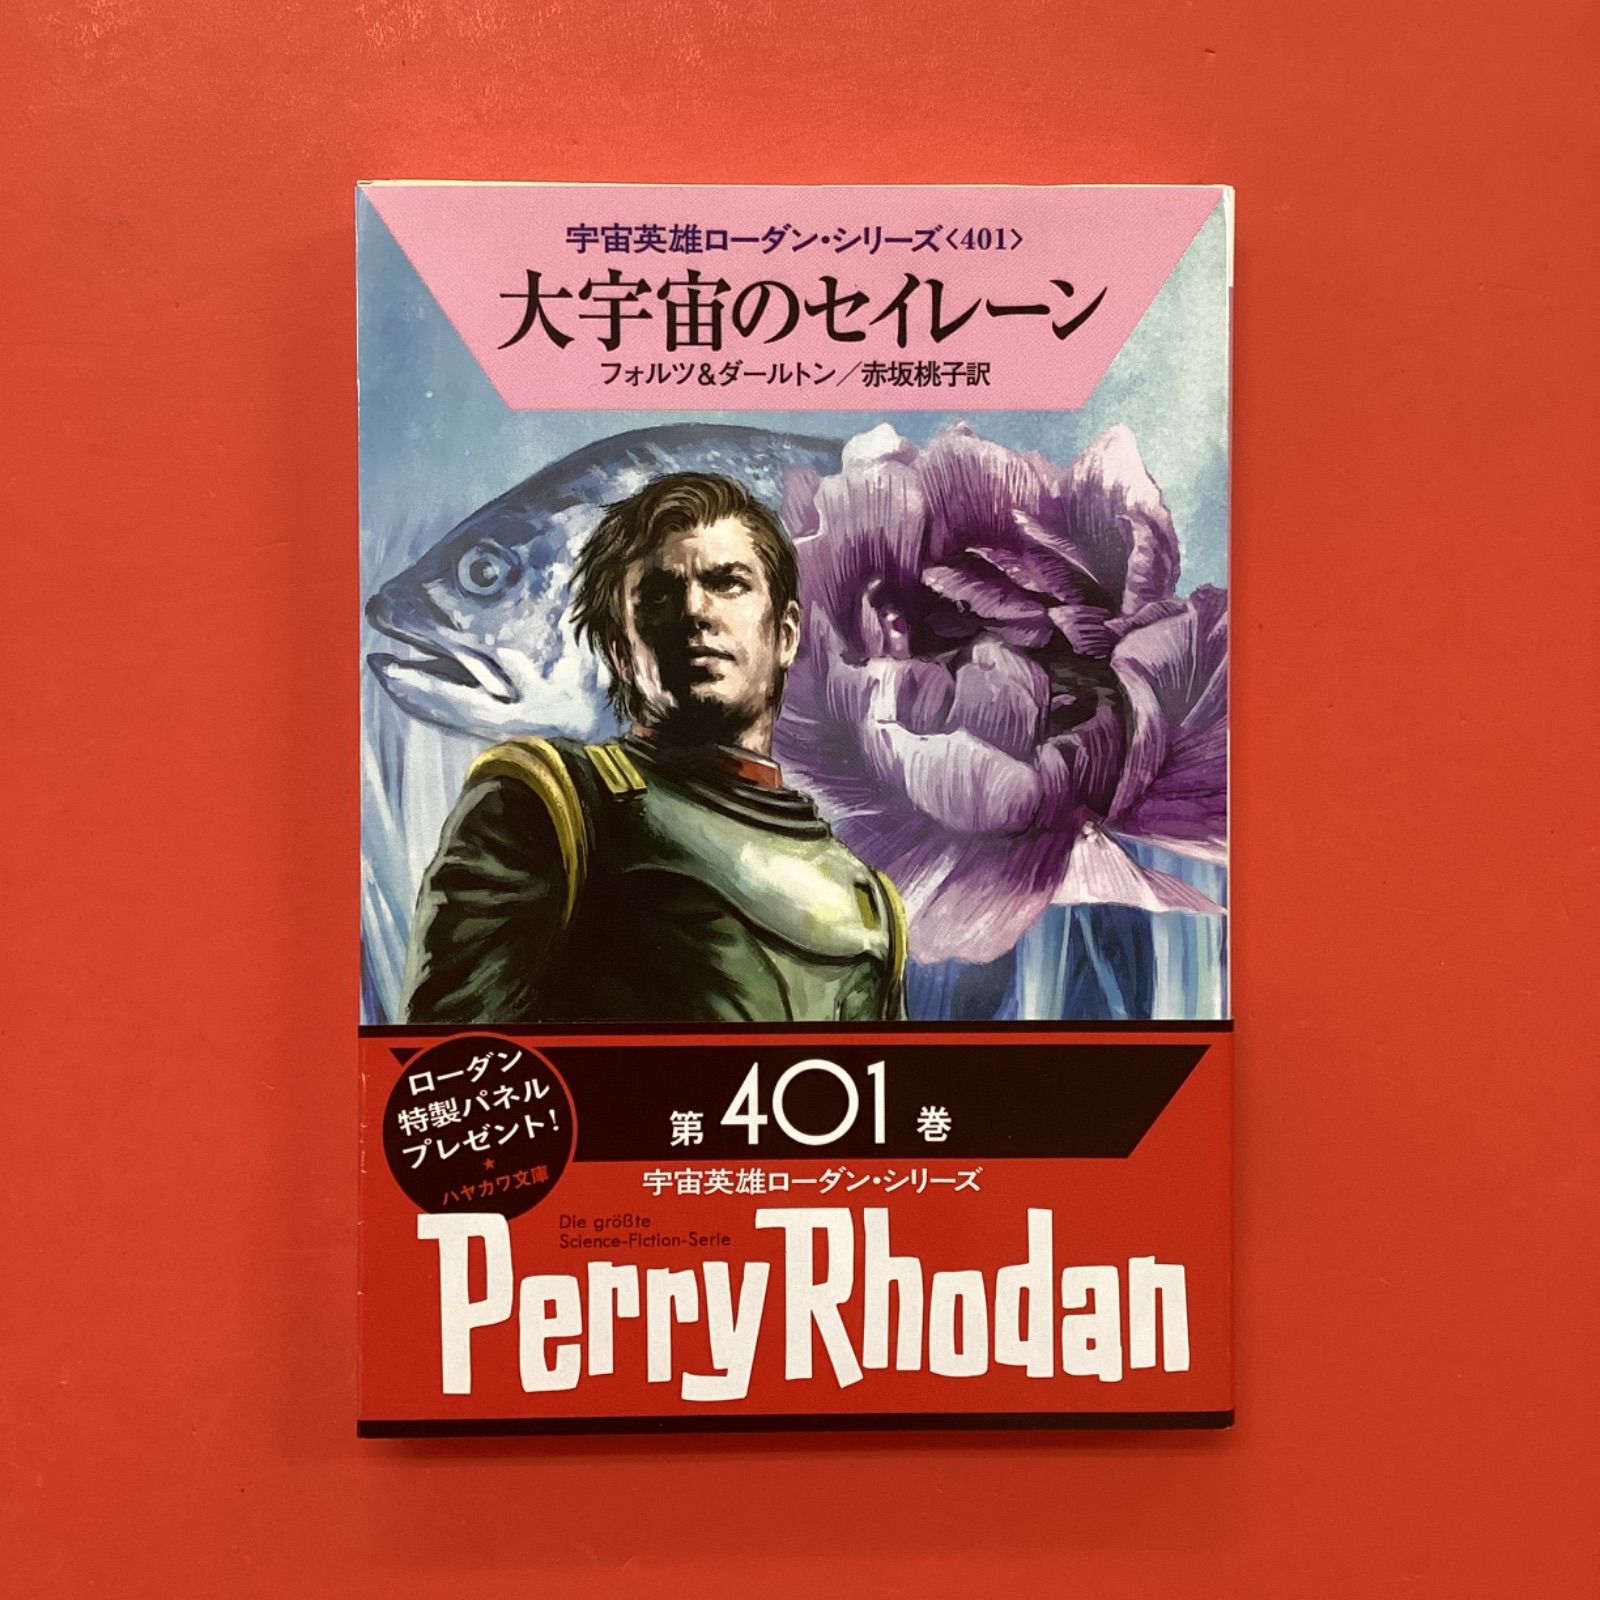 宇宙英雄ローダン・シリーズ〈401〉
大宇宙のセイレーン
フォルツ&ダールトン/赤坂桃子訳
ローダン
特製パネル
プレゼント!
★
ハヤカワ文庫
第401巻
宇宙英雄ローダン・シリーズ
Die größte
Science-Fiction-Serie
Perry Rhodan